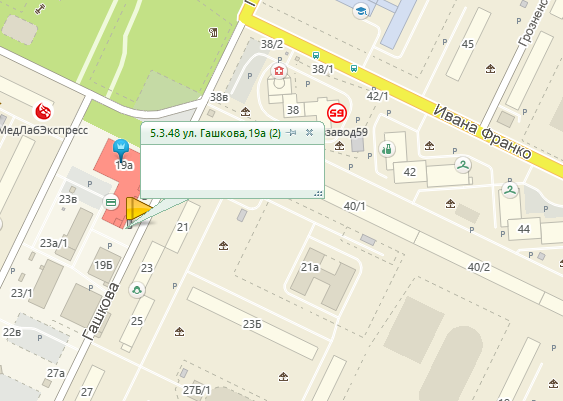 38/2
38/1
45
Грозненс
38в
42/1
38
59
Ивана Франко
МедЛабЭкспресс
завод59
5.3.48 ул. Гашкова,19а (2)
19а
42
23в
40/1
44
21
23а/1
19Б
23
21а
40/2
23/1
Гашкова
25
23Б
22в
27а
27
27Б/1